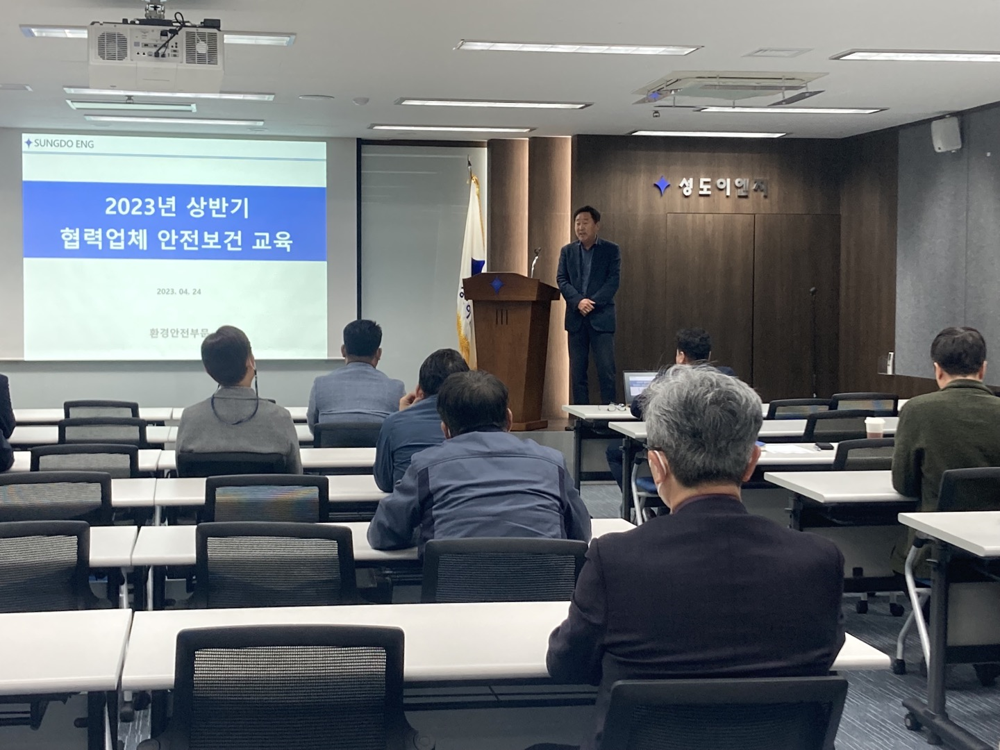 SUNGDO ENG
2023년 상반기
협력업체 안전보건 교육
2023. 04. 24
환경안전부문
성도이엔지